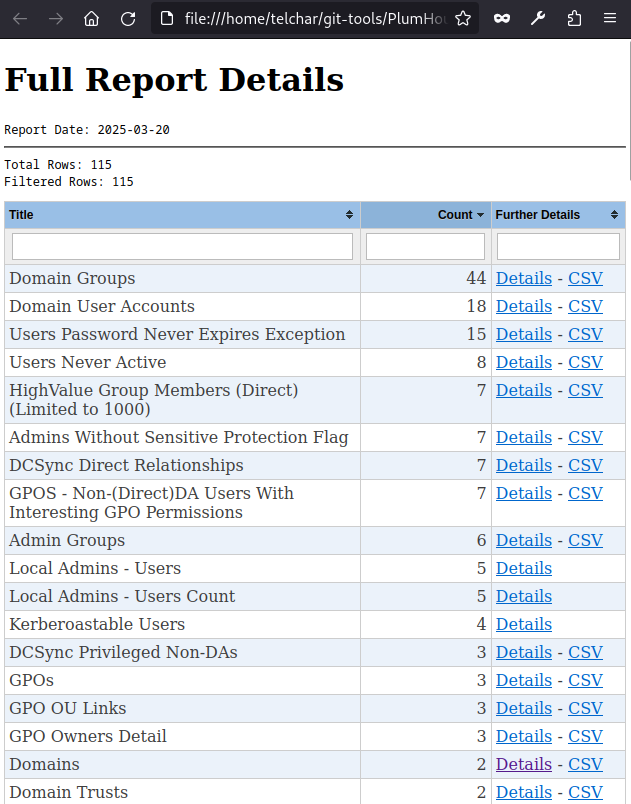 file:///home/telchar/git-tools/PlumHou
Full Report Details
Report Date: 2025-03-20
Total Rows: 115
Filtered Rows: 115
Title Count Further Details
Domain Groups 44 Details - CSV
Domain User Accounts 18 Details - CSV
Users Password Never Expires Exception 15 Details - CSV
Users Never Active 8 Details - CSV
HighValue Group Members (Direct) 7 Details - CSV
(Limited to 1000)
Admins Without Sensitive Protection Flag 7 Details - CSV
DCSync Direct Relationships 7 Details - CSV
GPOS - Non-(Direct)DA Users With 7 Details - CSV
Interesting GPO Permissions
Admin Groups 6 Details - CSV
Local Admins - Users 5 Details
Local Admins - Users Count 5 Details
Kerberoastable Users 4 Details
DCSync Privileged Non-DAs 3 Details - CSV
GPOs 3 Details - CSV
GPO OU Links 3 Details - CSV
GPO Owners Detail 3 Details - CSV
Domains 2 Details - CSV
Domain Trusts 2 Details - CSV